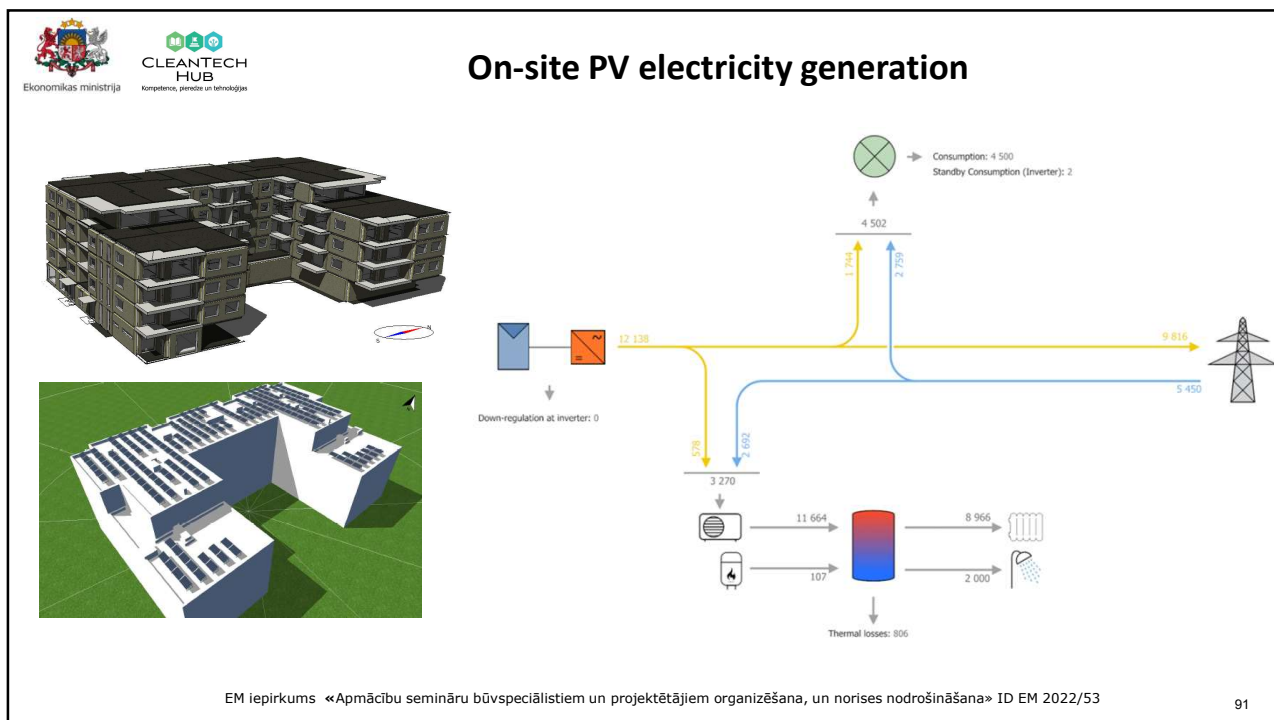 Ekonomikas ministrija
CLEANTECH
HUB
Kompetence, pieredze un tehnoloģijas
On-site PV electricity generation
Consumption: 4 500
Standby Consumption (Inverter): 2
4 502
1 744
2 759
12 138
9 816
5 450
Down-regulation at inverter: 0
578
2 692
3 270
11 664
8 966
107
2 000
Thermal losses: 806
N
S
EM iepirkums «Apmācību semināru būvspeciālistiem un projektētājiem organizēšana, un norises nodrošināšana» ID EM 2022/53
91